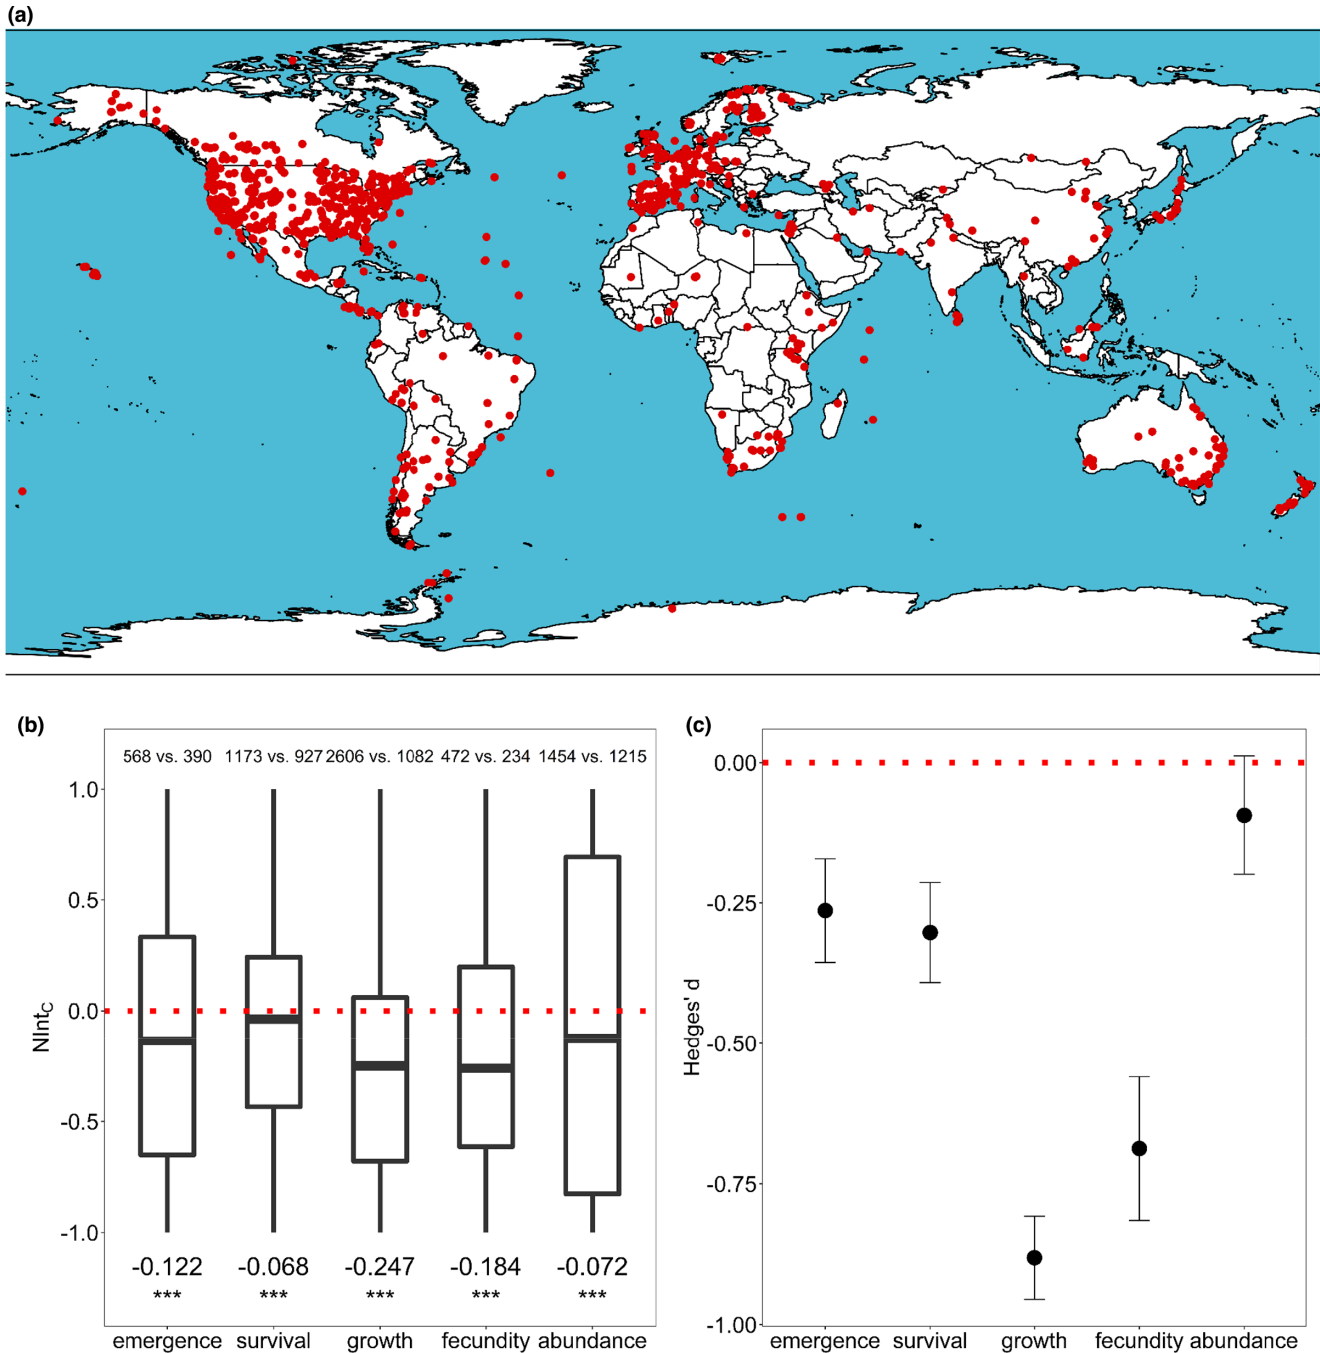 (a)
(b)
568 vs. 390 1173 vs. 927 2606 vs. 1082 472 vs. 234 1454 vs. 1215
1.0
0.5
0.0
-0.5
-1.0
NIntC
-0.122 -0.068 -0.247 -0.184 -0.072
*** *** *** *** ***
emergence survival growth fecundity abundance
(c)
0.00
-0.25
-0.50
-0.75
-1.00
Hedges' d
emergence survival growth fecundity abundance